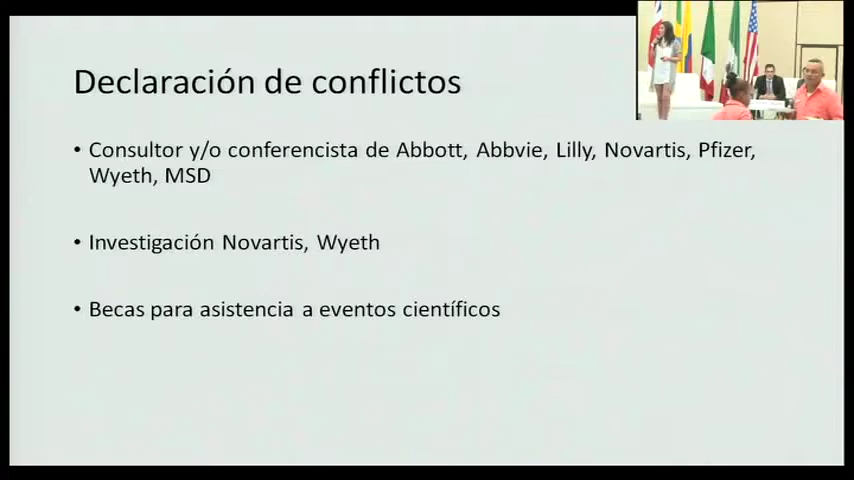 Declaración de conflictos
• Consultor y/o conferencista de Abbott, Abbvie, Lilly, Novartis, Pfizer,
Wyeth, MSD
• Investigación Novartis, Wyeth
• Becas para asistencia a eventos científicos